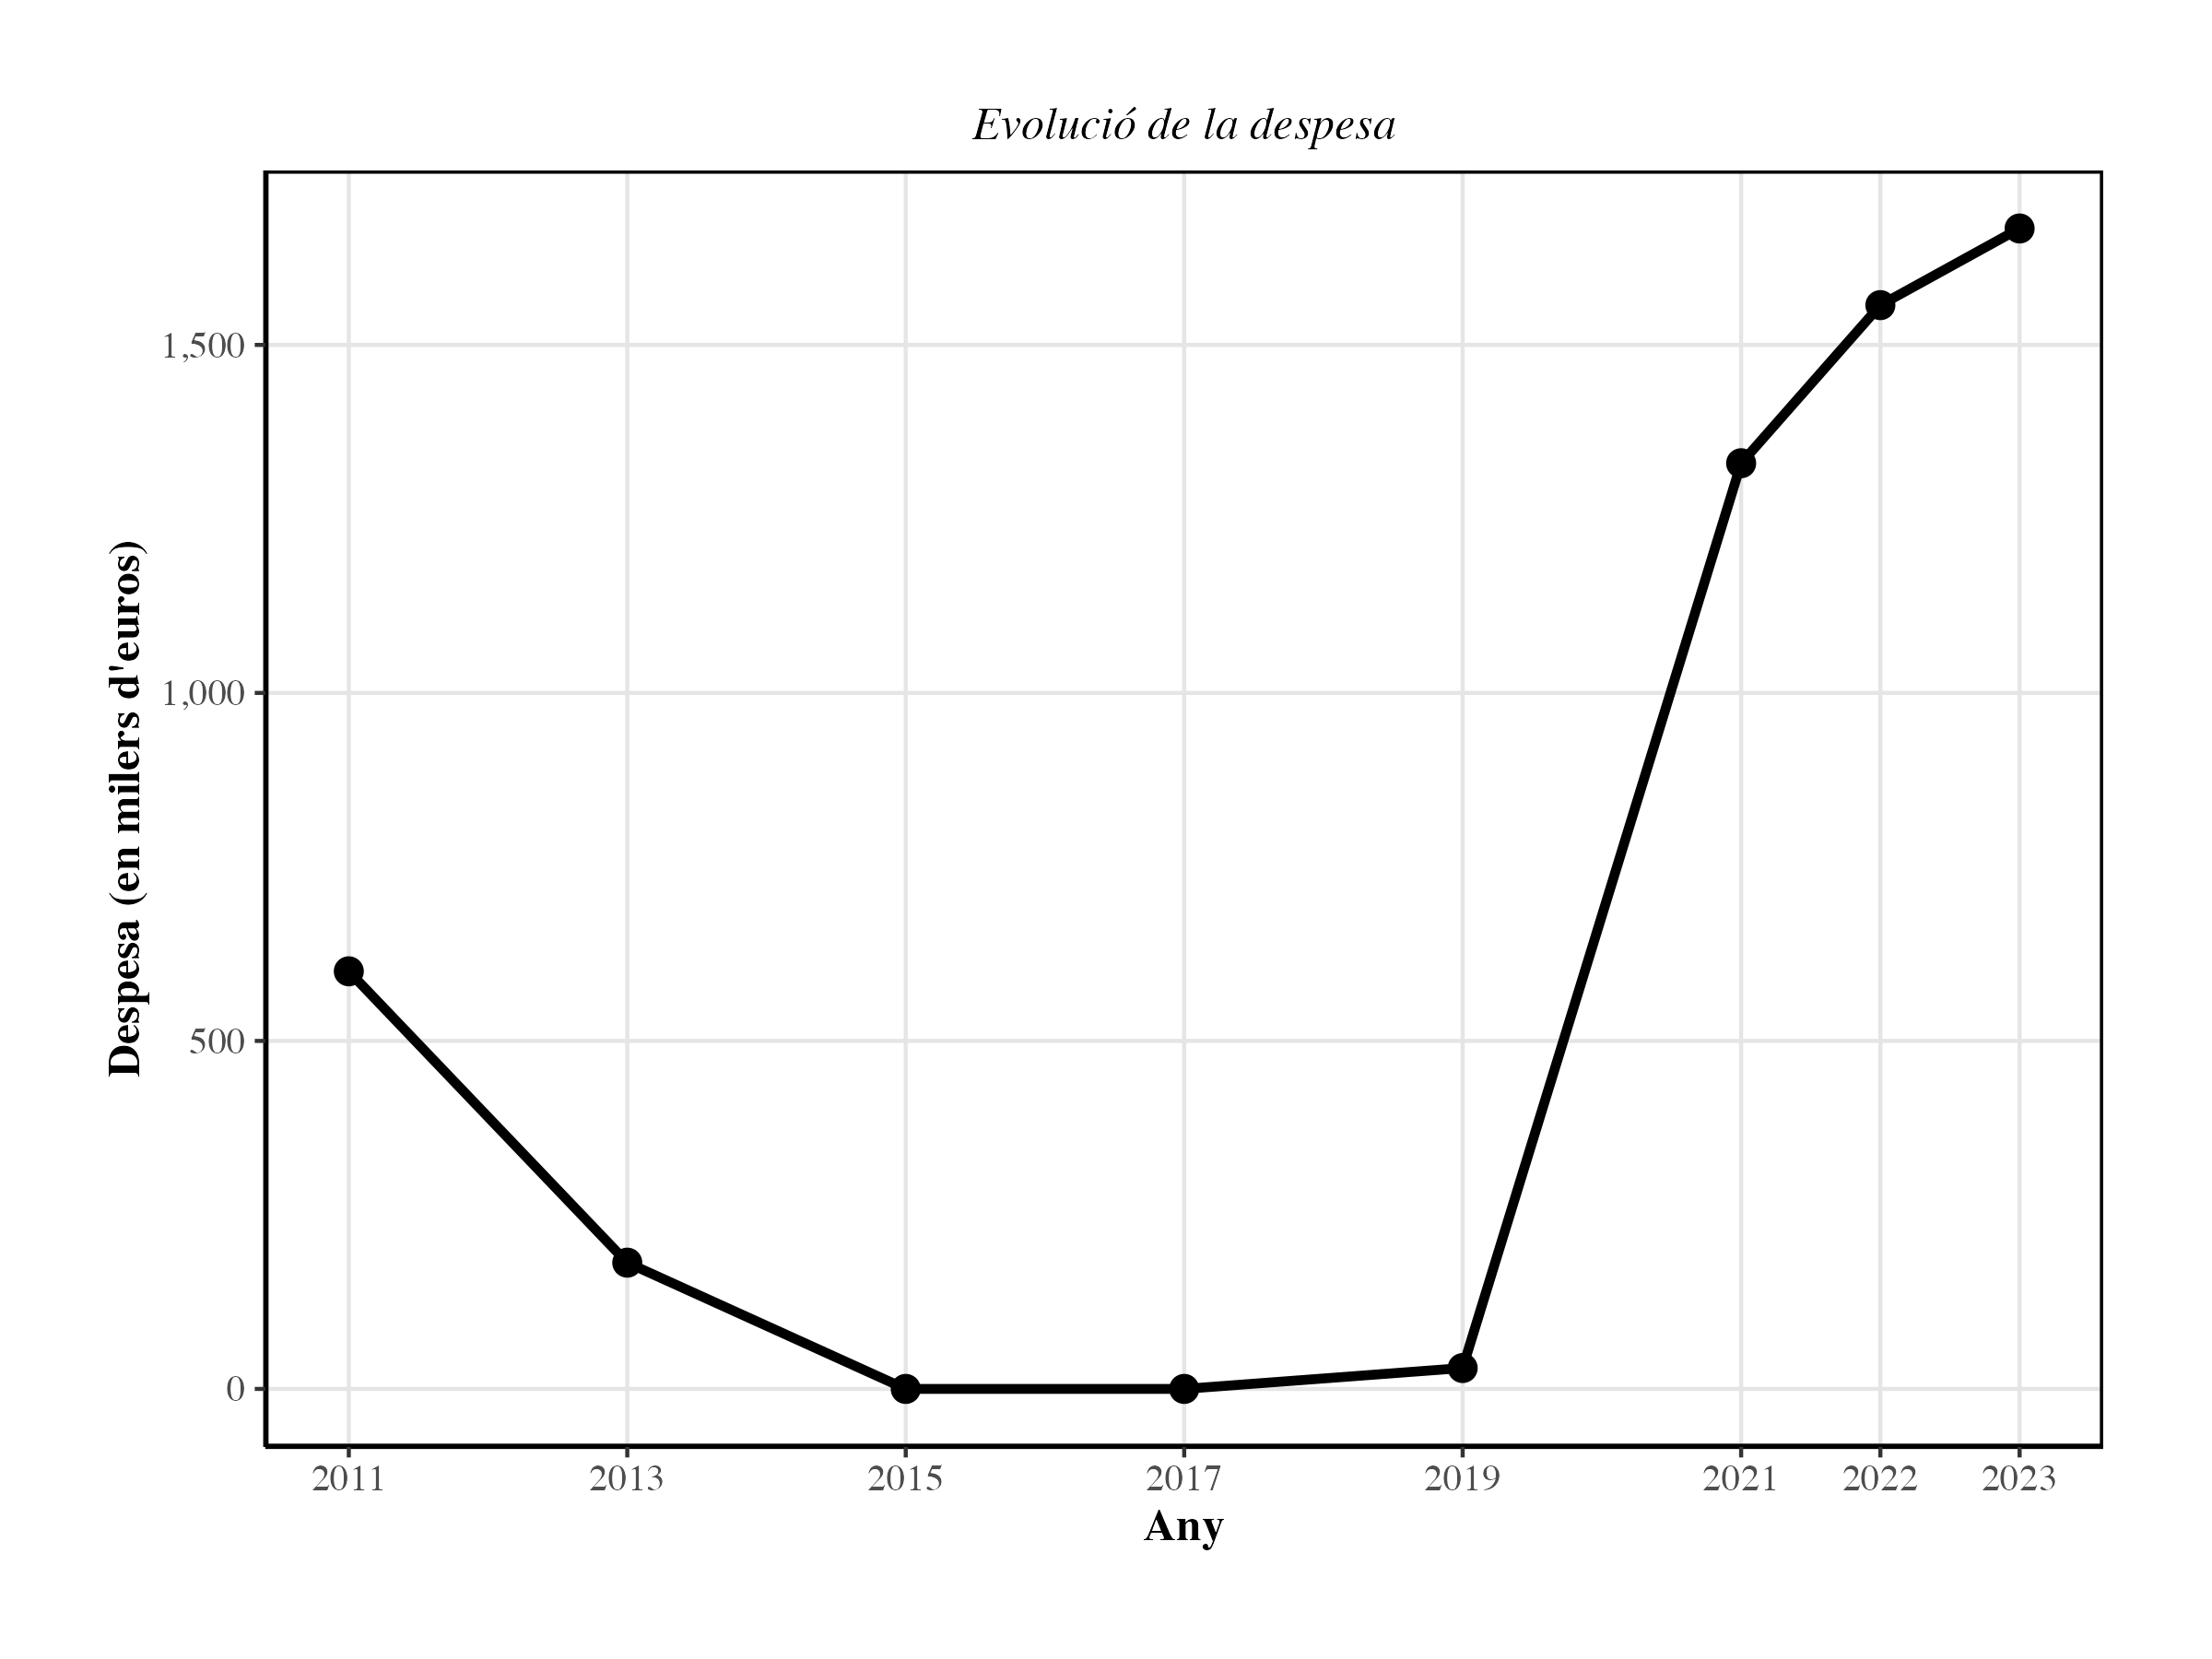 Evolució de la despesa
Despesa (en milers d'euros)
1,500
1,000
500
0
2011 2013 2015 2017 2019 2021 2022 2023
Any